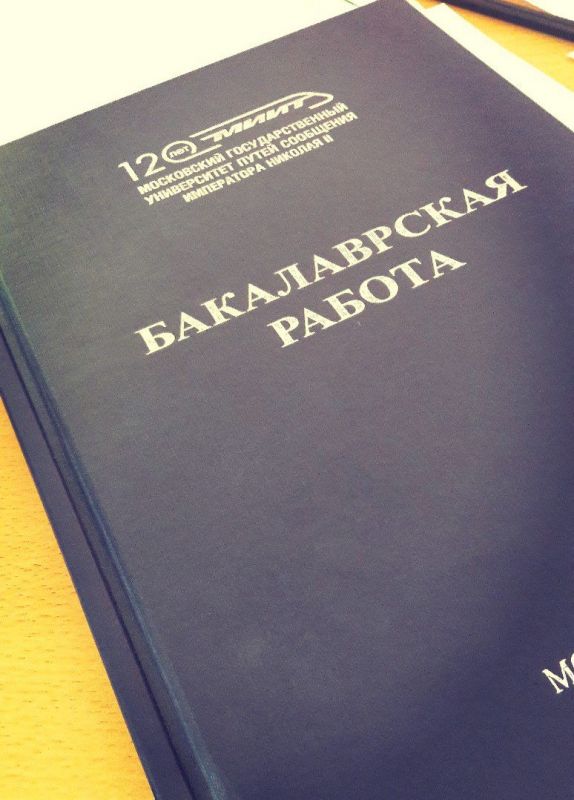 120 лет МИИТ
МОСКОВСКИЙ ГОСУДАРСТВЕННЫЙ
УНИВЕРСИТЕТ ПУТЕЙ СООБЩЕНИЯ
ИМПЕРАТОРА НИКОЛАЯ II
БАКАЛАВРСКАЯ
РАБОТА